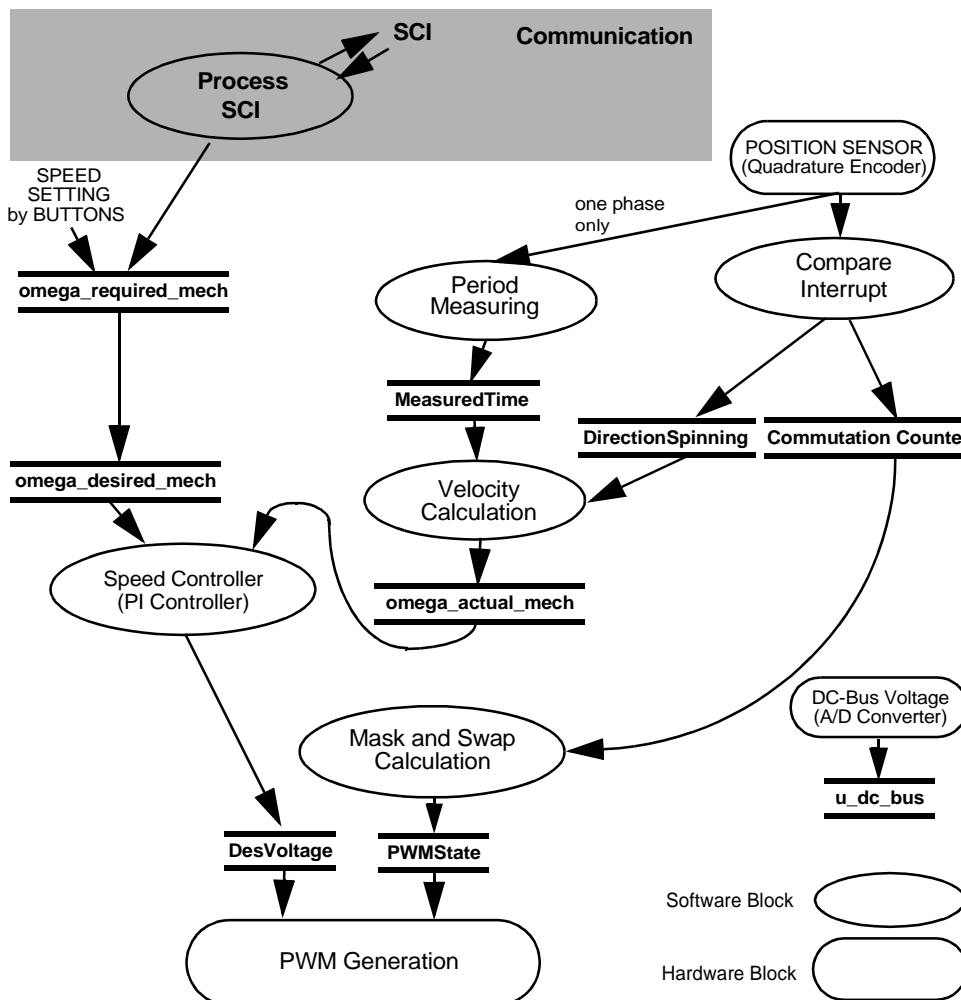 SCI
Communication
Process
SCI
POSITION SENSOR
(Quadrature Encoder)
SPEED
SETTING
by BUTTONS
one phase
only
Compare
Interrupt
omega_required_mech
Period
Measuring
MeasuredTime
DirectionSpinning
Commutation Counte
omega_desired_mech
Velocity
Calculation
Speed Controller
(PI Controller)
omega_actual_mech
DC-Bus Voltage
(A/D Converter)
Mask and Swap
Calculation
u_dc_bus
DesVoltage
PWMState
Software Block
PWM Generation
Hardware Block